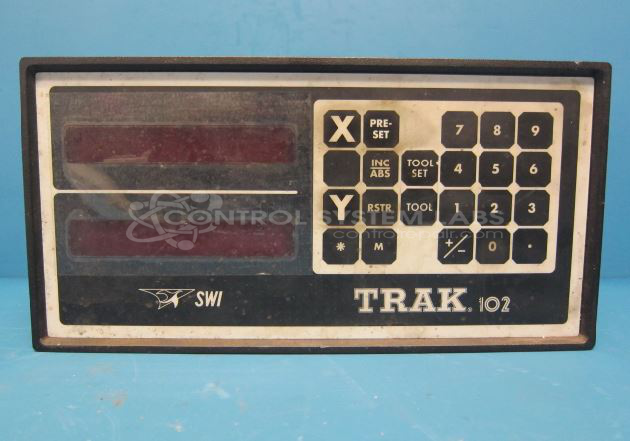 X PRE-SET 7 8 9
INC ABS TOOL SET 4 5 6
Y RSTR TOOL 1 2 3
* M +/- 0 .
CONTROL SYSTEM LABS
SWI TRAK® 102